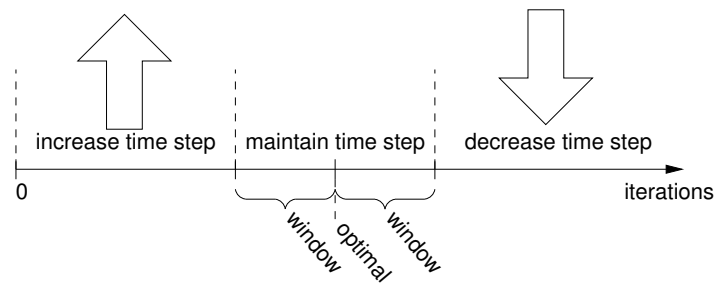 increase time step
maintain time step
decrease time step
0
iterations
window
optimal
window